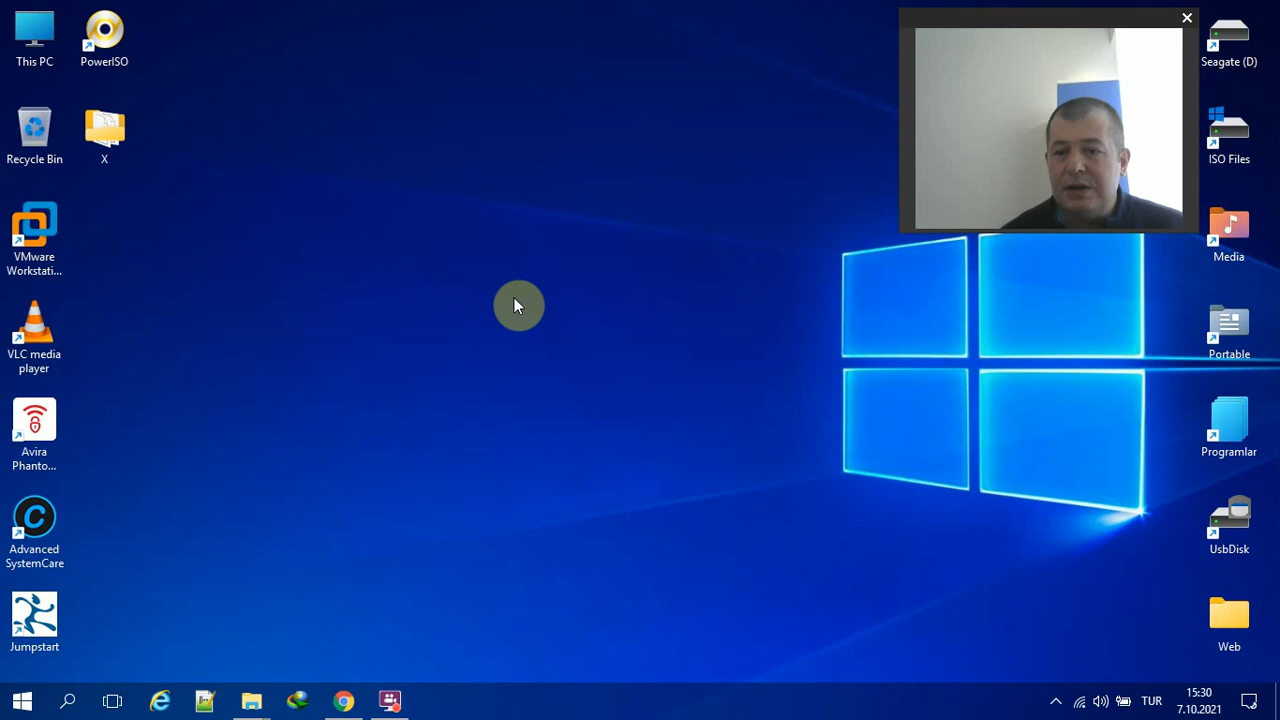 This PC
PowerISO
Recycle Bin
X
VMware
Workstati...
VLC media
player
Avira
Phanto...
Advanced
SystemCare
Jumpstart
Seagate (D)
ISO Files
Media
Portable
Programlar
UsbDisk
Web
TUR
15:30
7.10.2021